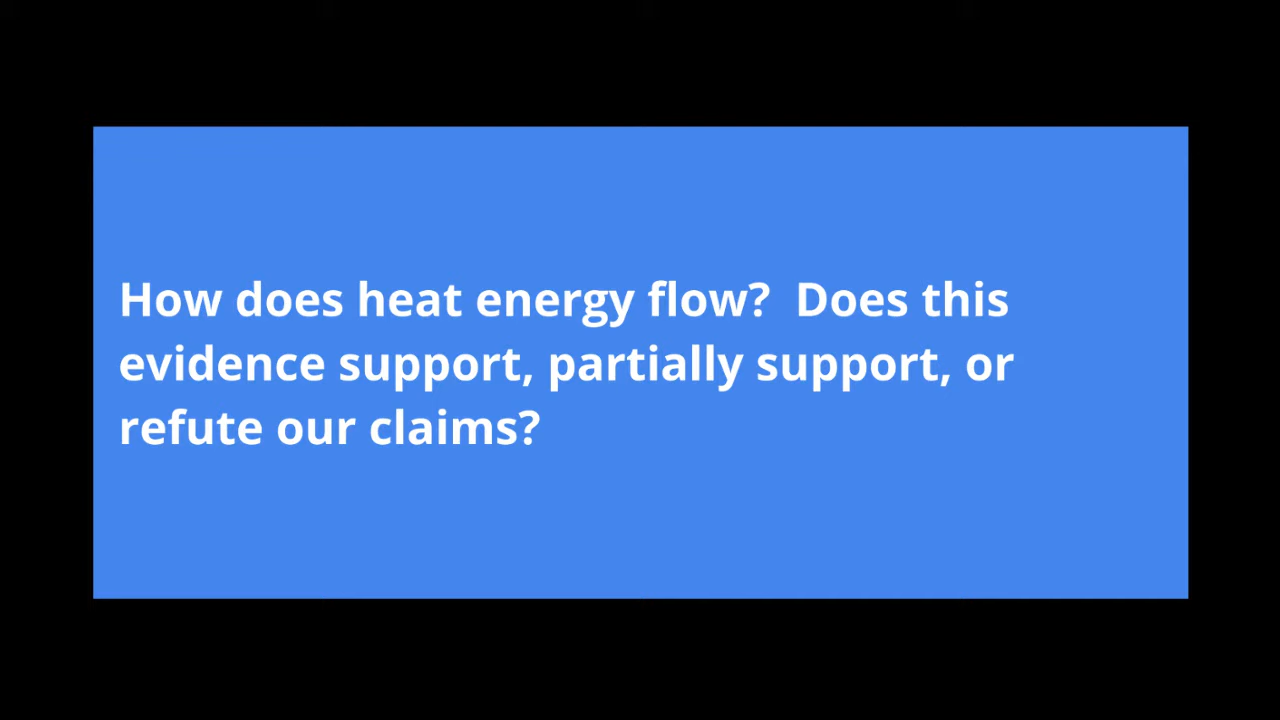 How does heat energy flow?  Does this
evidence support, partially support, or
refute our claims?